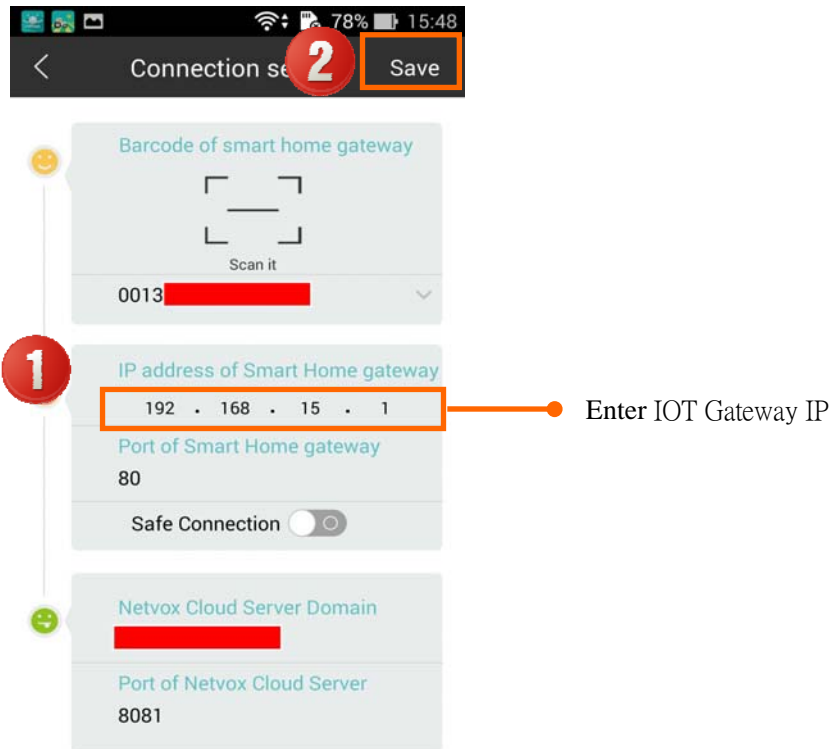 78% 15:48
Connection se 2 Save
Barcode of smart home gateway
Scan it
0013
1
IP address of Smart Home gateway
192 . 168 . 15 . 1
Enter IOT Gateway IP
Port of Smart Home gateway
80
Safe Connection
Netvox Cloud Server Domain
Port of Netvox Cloud Server
8081